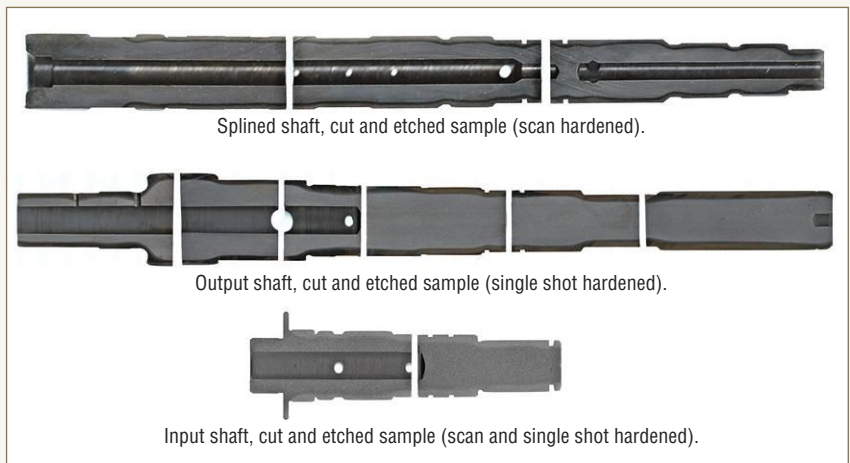 Splined shaft, cut and etched sample (scan hardened).
Output shaft, cut and etched sample (single shot hardened).
Input shaft, cut and etched sample (scan and single shot hardened).